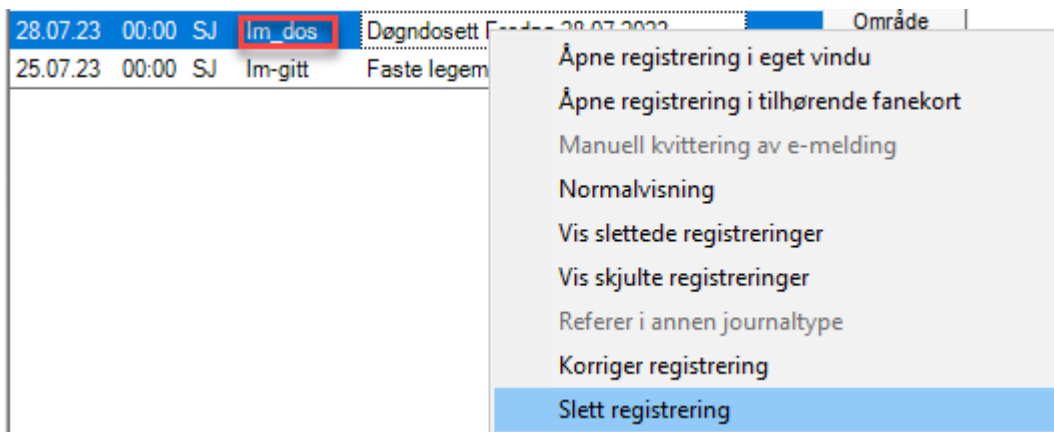 28.07.23 00:00 SJ lm_dos Døgndosett Område
25.07.23 00:00 SJ lm-gitt Faste legem
Åpne registrering i eget vindu
Åpne registrering i tilhørende fanekort
Manuell kvittering av e-melding
Normalvisning
Vis slettede registreringer
Vis skjulte registreringer
Referer i annen journaltype
Korriger registrering
Slett registrering